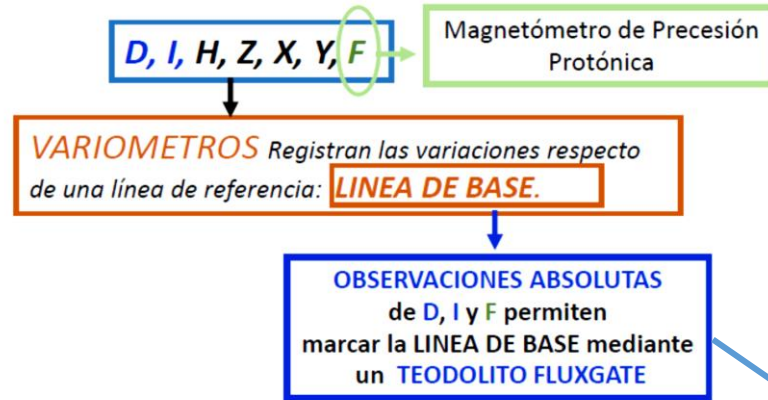 D, I, H, Z, X, Y, F
Magnetómetro de Precesión
Protónica
VARIOMETROS Registran las variaciones respecto
de una línea de referencia: LINEA DE BASE.
OBSERVACIONES ABSOLUTAS
de D, I y F permiten
marcar la LINEA DE BASE mediante
un TEODOLITO FLUXGATE